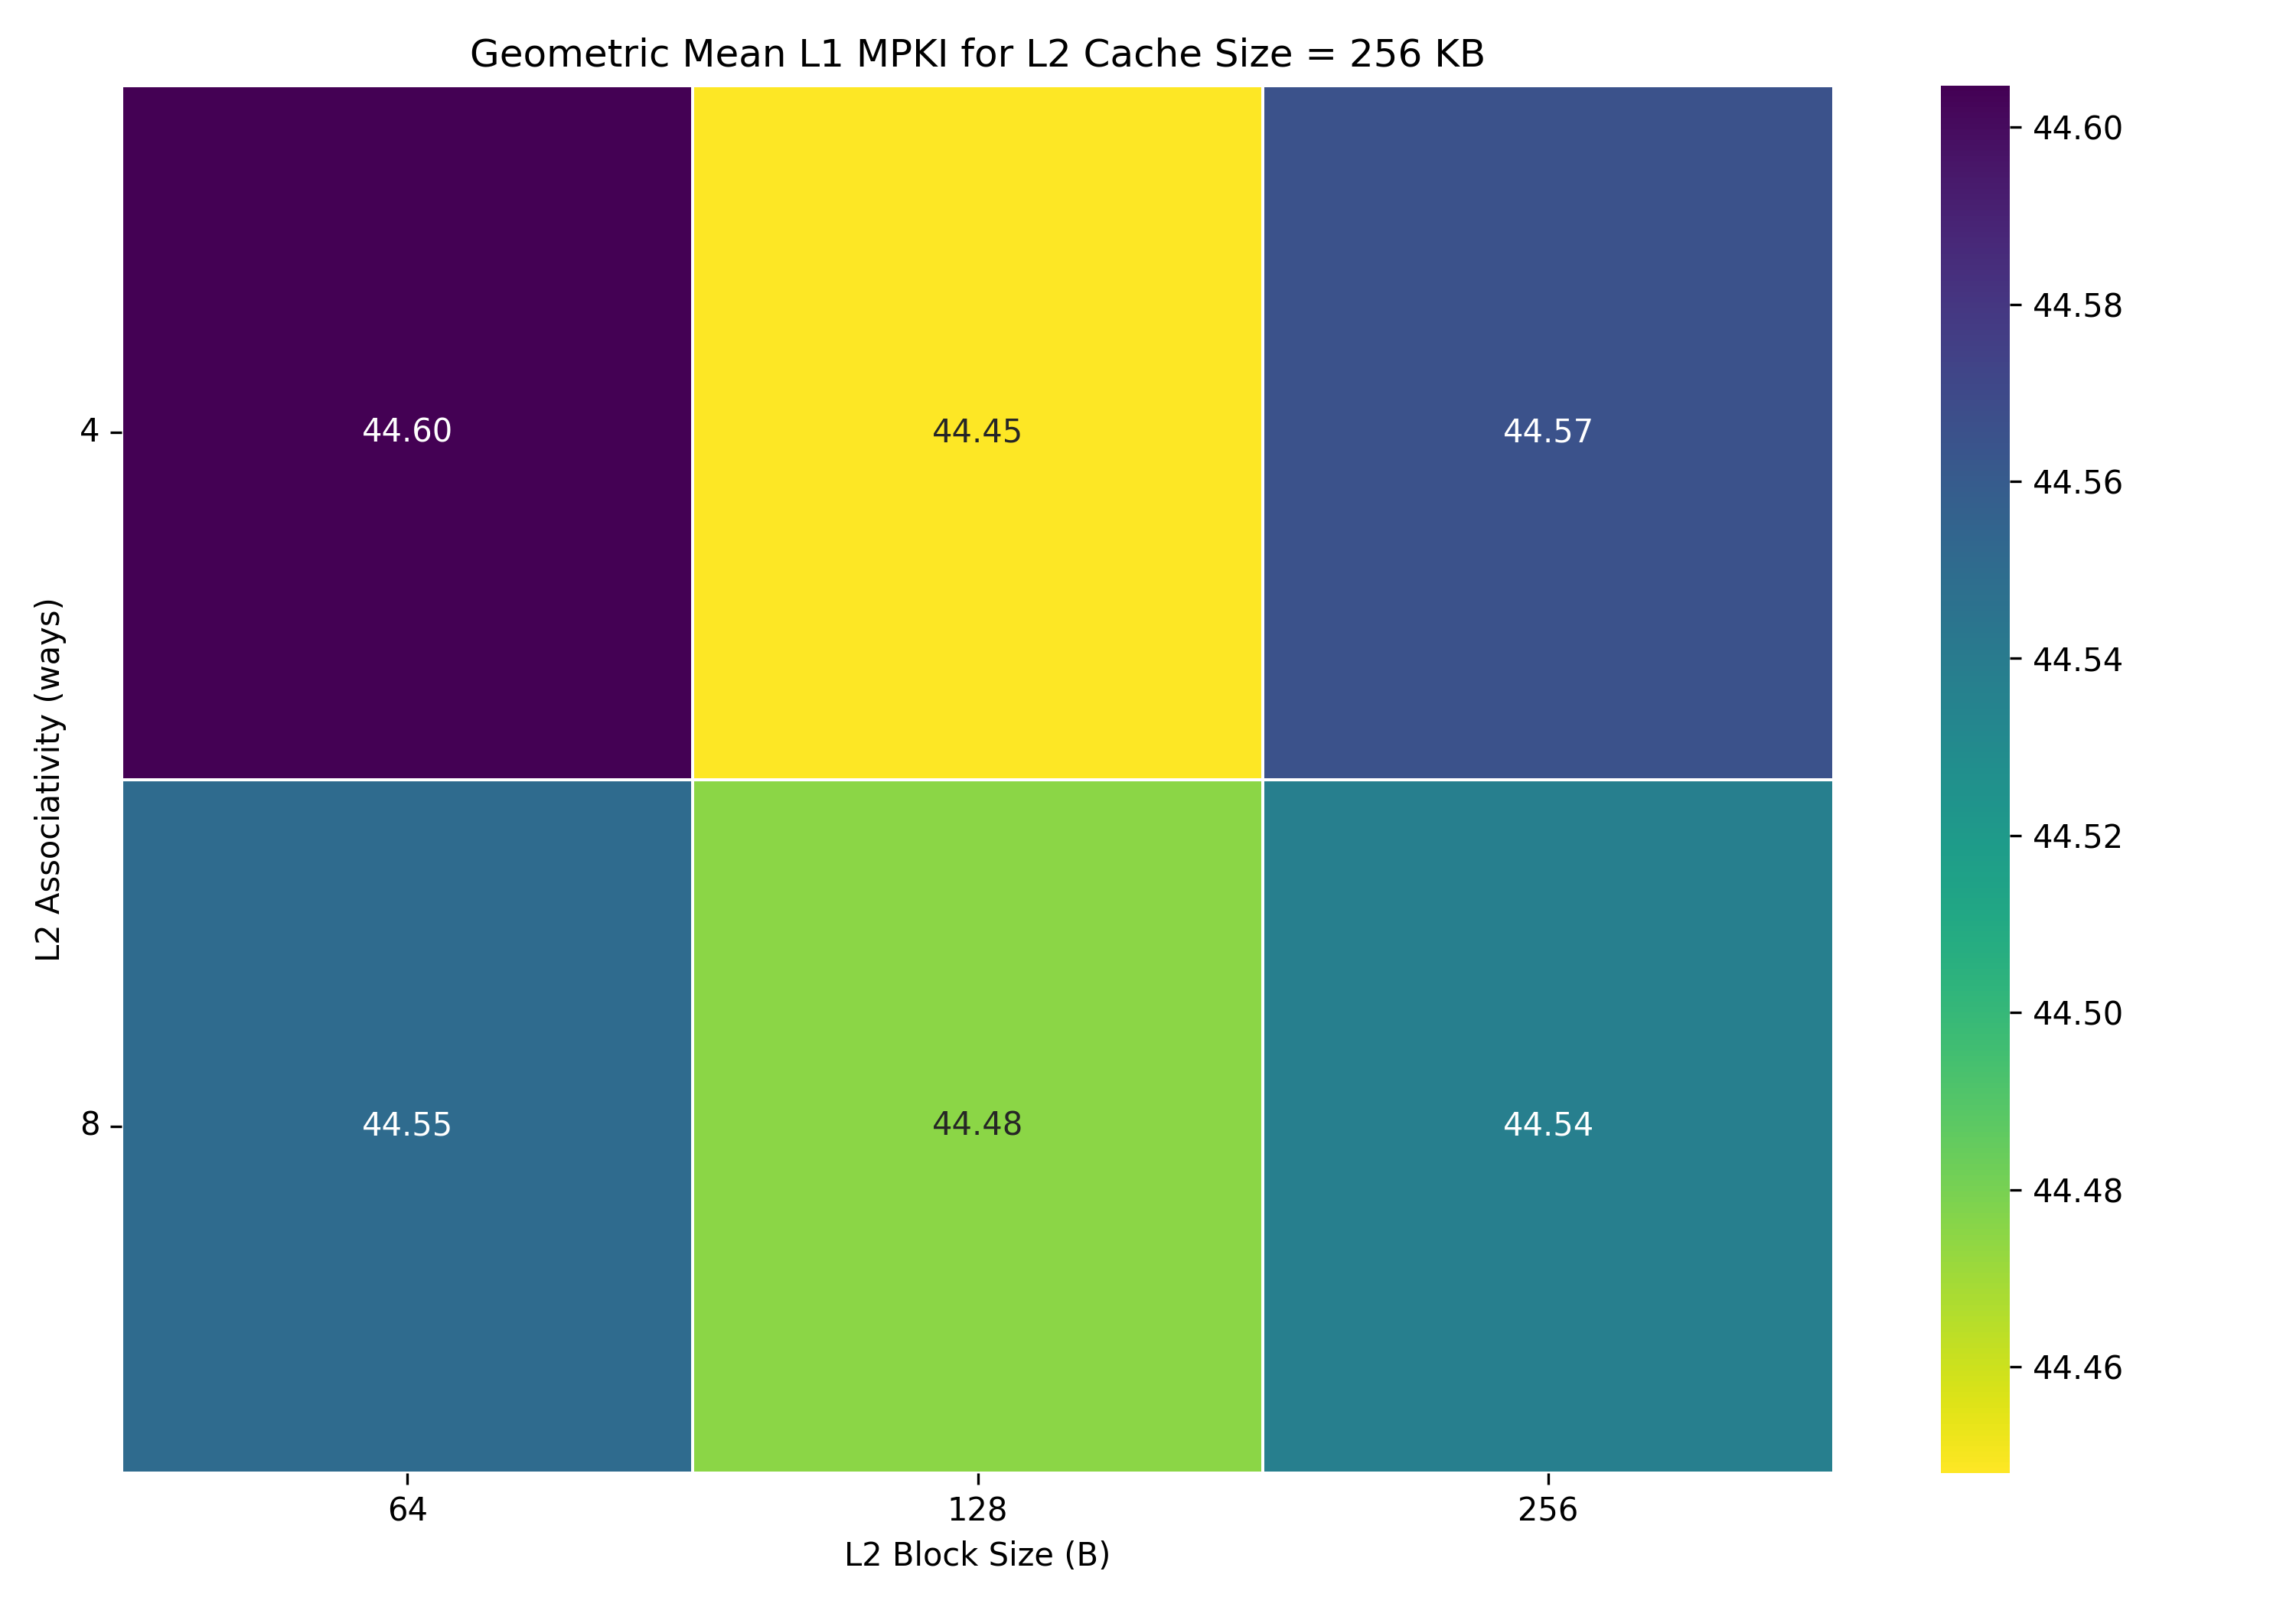 Geometric Mean L1 MPKI for L2 Cache Size = 256 KB
44.60
44.58
44.56
44.54
44.52
44.50
44.48
44.46
L2 Associativity (ways)
4
44.60 44.45 44.57
8
44.55 44.48 44.54
64 128 256
L2 Block Size (B)